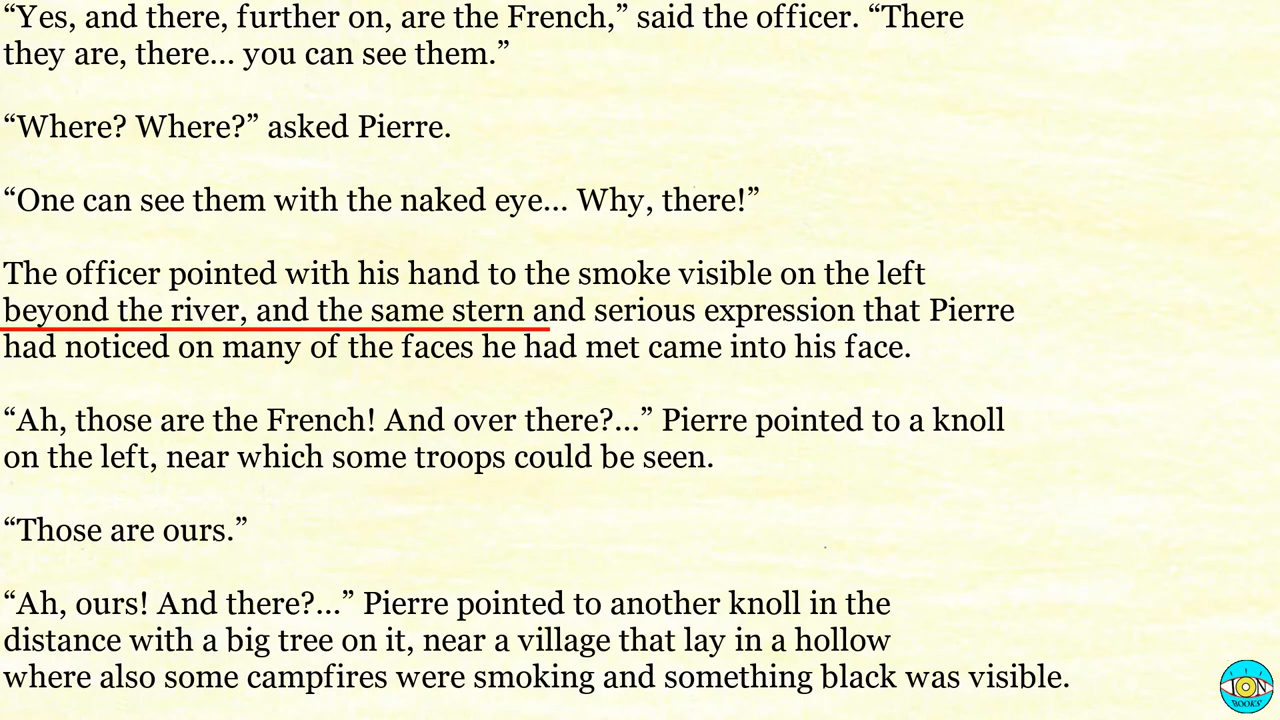 “Yes, and there, further on, are the French,” said the officer. “There
they are, there... you can see them.”
“Where? Where?” asked Pierre.
“One can see them with the naked eye... Why, there!”
The officer pointed with his hand to the smoke visible on the left
beyond the river, and the same stern and serious expression that Pierre
had noticed on many of the faces he had met came into his face.
“Ah, those are the French! And over there?...” Pierre pointed to a knoll
on the left, near which some troops could be seen.
“Those are ours.”
“Ah, ours! And there?...” Pierre pointed to another knoll in the
distance with a big tree on it, near a village that lay in a hollow
where also some campfires were smoking and something black was visible.
ION
BOOKS